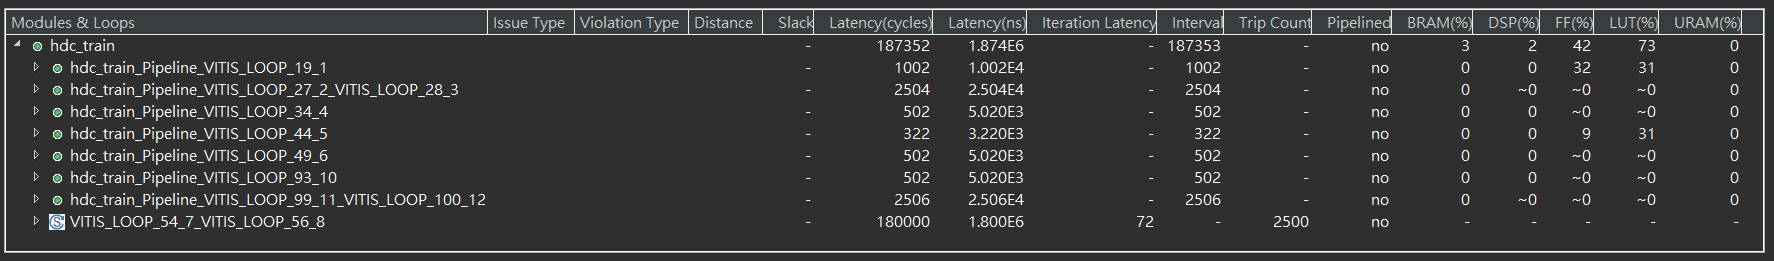 Modules & Loops Issue Type Violation Type Distance Slack Latency(cycles) Latency(ns) Iteration Latency Interval Trip Count Pipelined BRAM(%) DSP(%) FF(%) LUT(%) URAM(%)
hdc_train - 187352 1.874E6 - 187353 - no 3 2 42 73 0
hdc_train_Pipeline_VITIS_LOOP_19_1 - 1002 1.002E4 - 1002 - no 0 0 32 31 0
hdc_train_Pipeline_VITIS_LOOP_27_2_VITIS_LOOP_28_3 - 2504 2.504E4 - 2504 - no 0 ~0 ~0 ~0 0
hdc_train_Pipeline_VITIS_LOOP_34_4 - 502 5.020E3 - 502 - no 0 0 ~0 ~0 0
hdc_train_Pipeline_VITIS_LOOP_44_5 - 322 3.220E3 - 322 - no 0 0 9 31 0
hdc_train_Pipeline_VITIS_LOOP_49_6 - 502 5.020E3 - 502 - no 0 0 ~0 ~0 0
hdc_train_Pipeline_VITIS_LOOP_93_10 - 502 5.020E3 - 502 - no 0 0 ~0 ~0 0
hdc_train_Pipeline_VITIS_LOOP_99_11_VITIS_LOOP_100_12 - 2506 2.506E4 - 2506 - no 0 ~0 ~0 ~0 0
VITIS_LOOP_54_7_VITIS_LOOP_56_8 - 180000 1.800E6 72 - 2500 no - - - - -